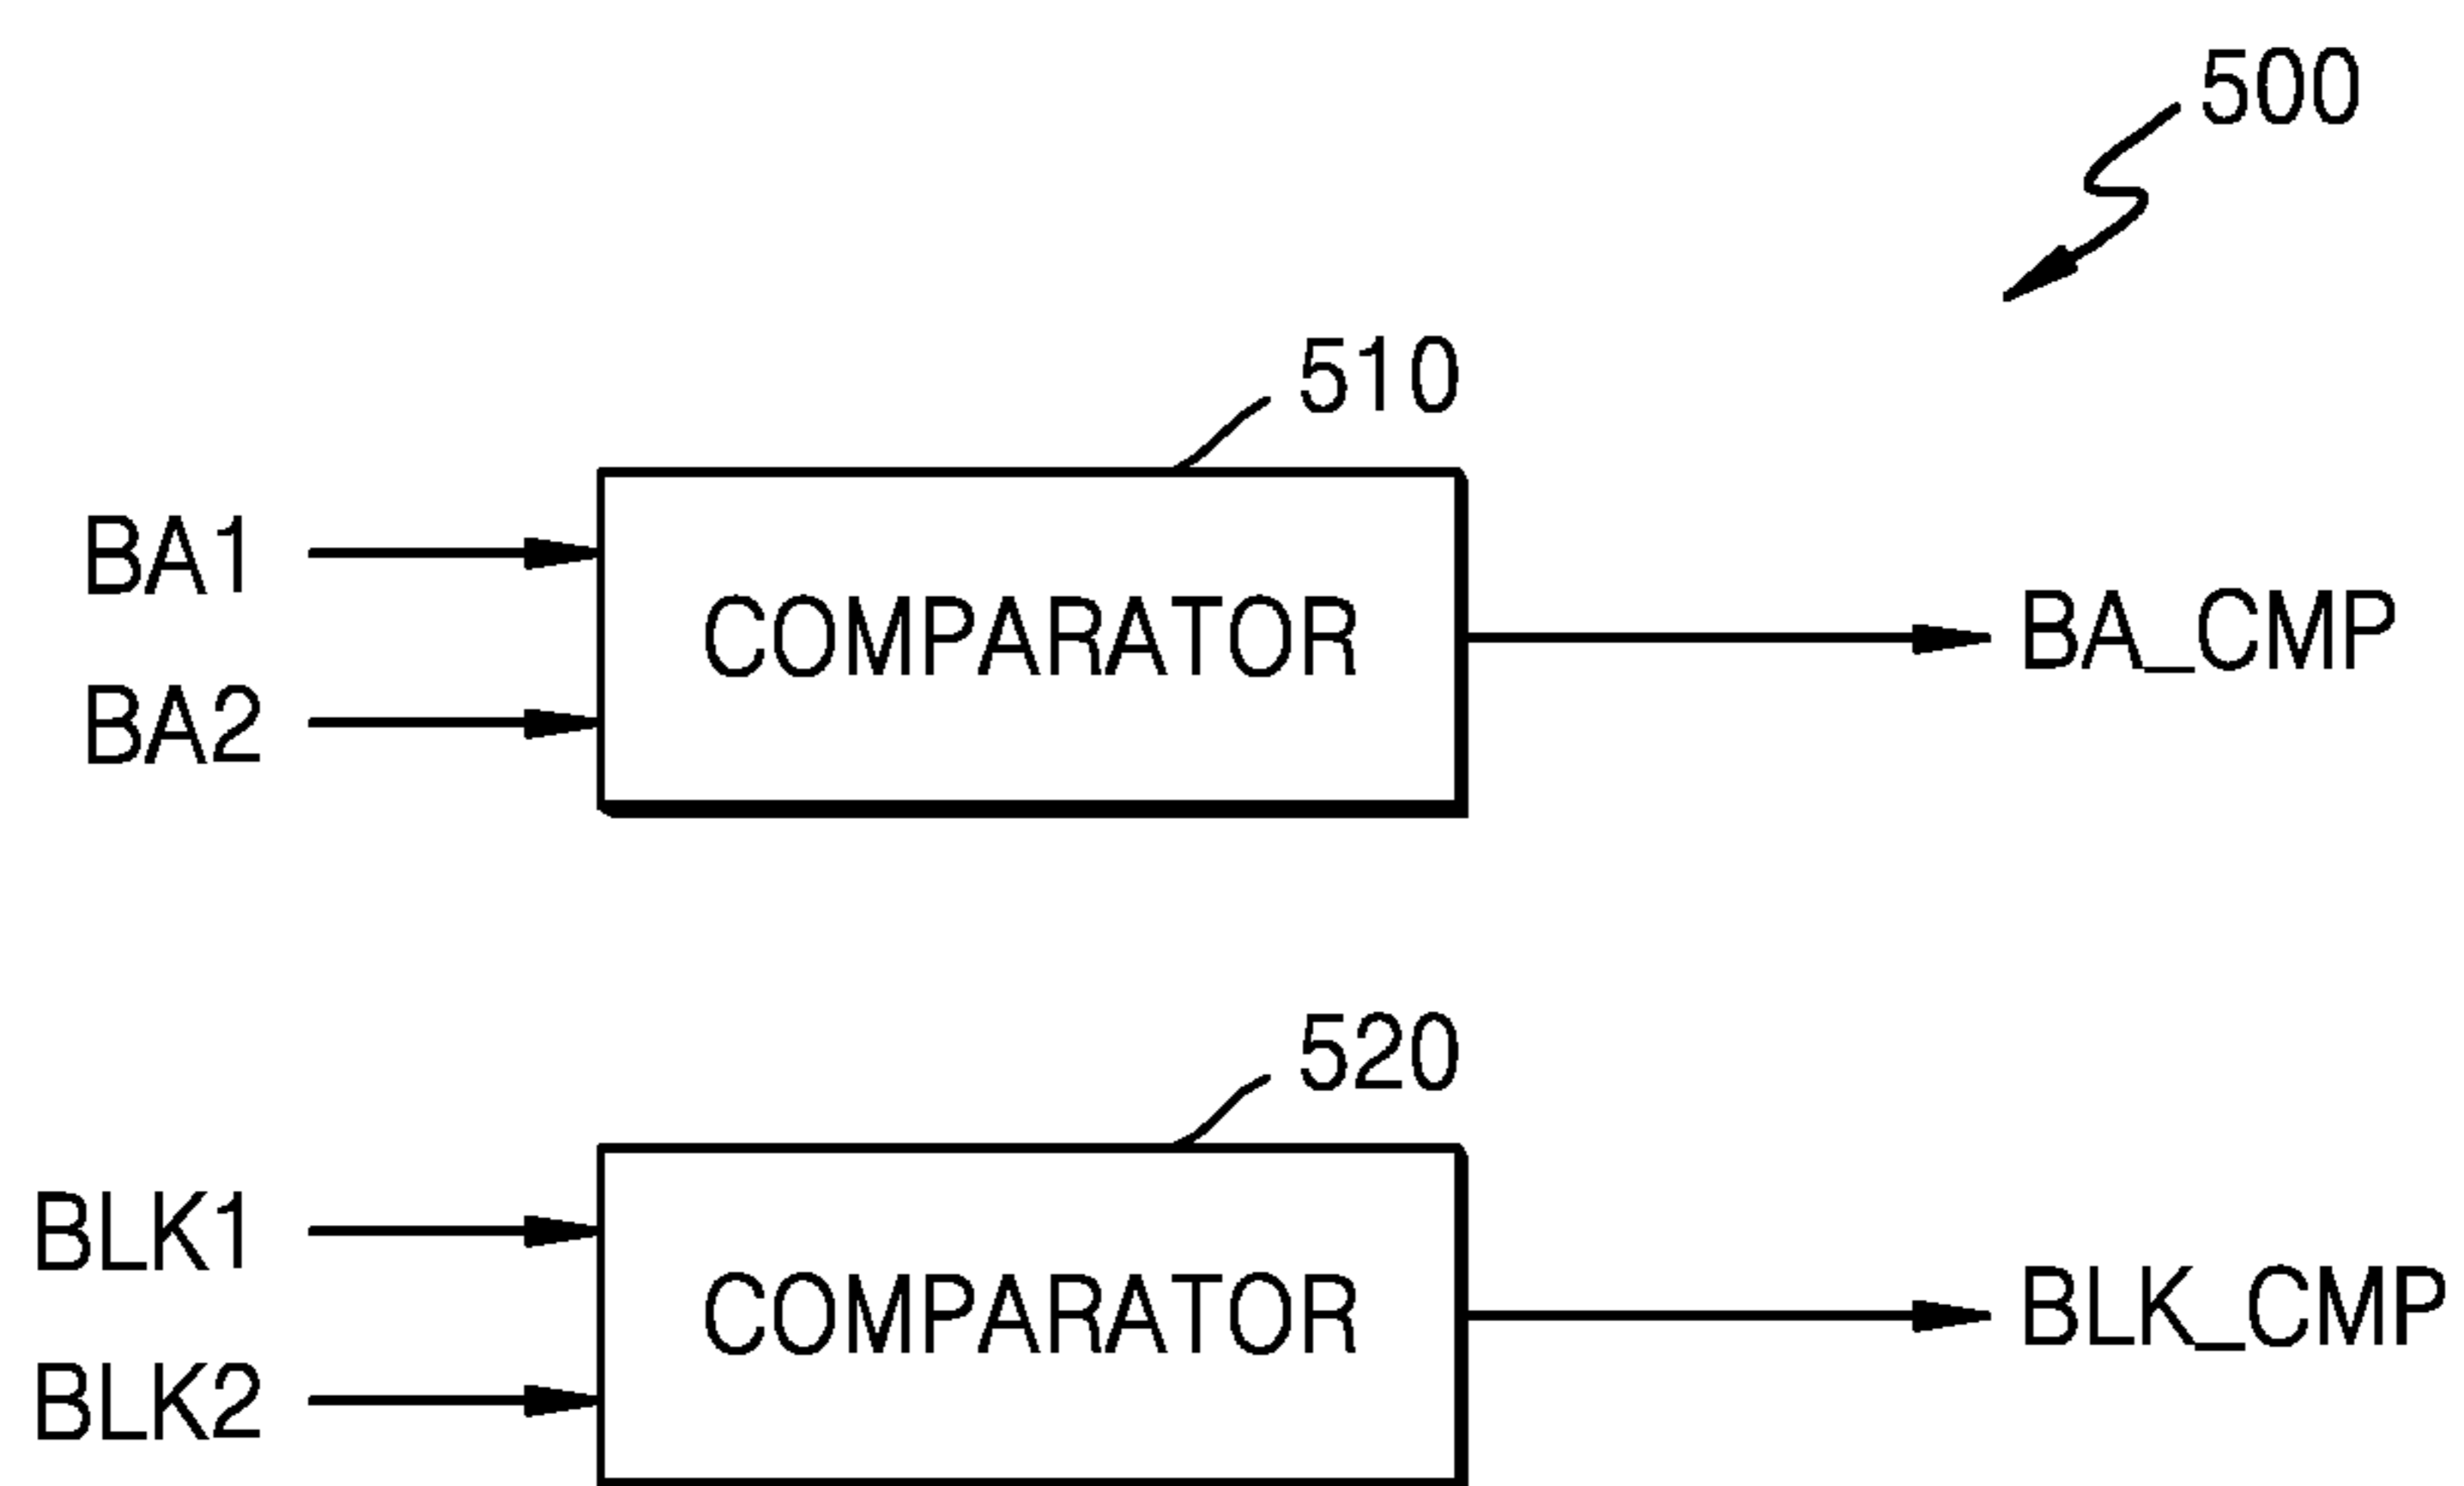 500
510
BA1
BA2
COMPARATOR
BA_CMP
520
BLK1
BLK2
COMPARATOR
BLK_CMP